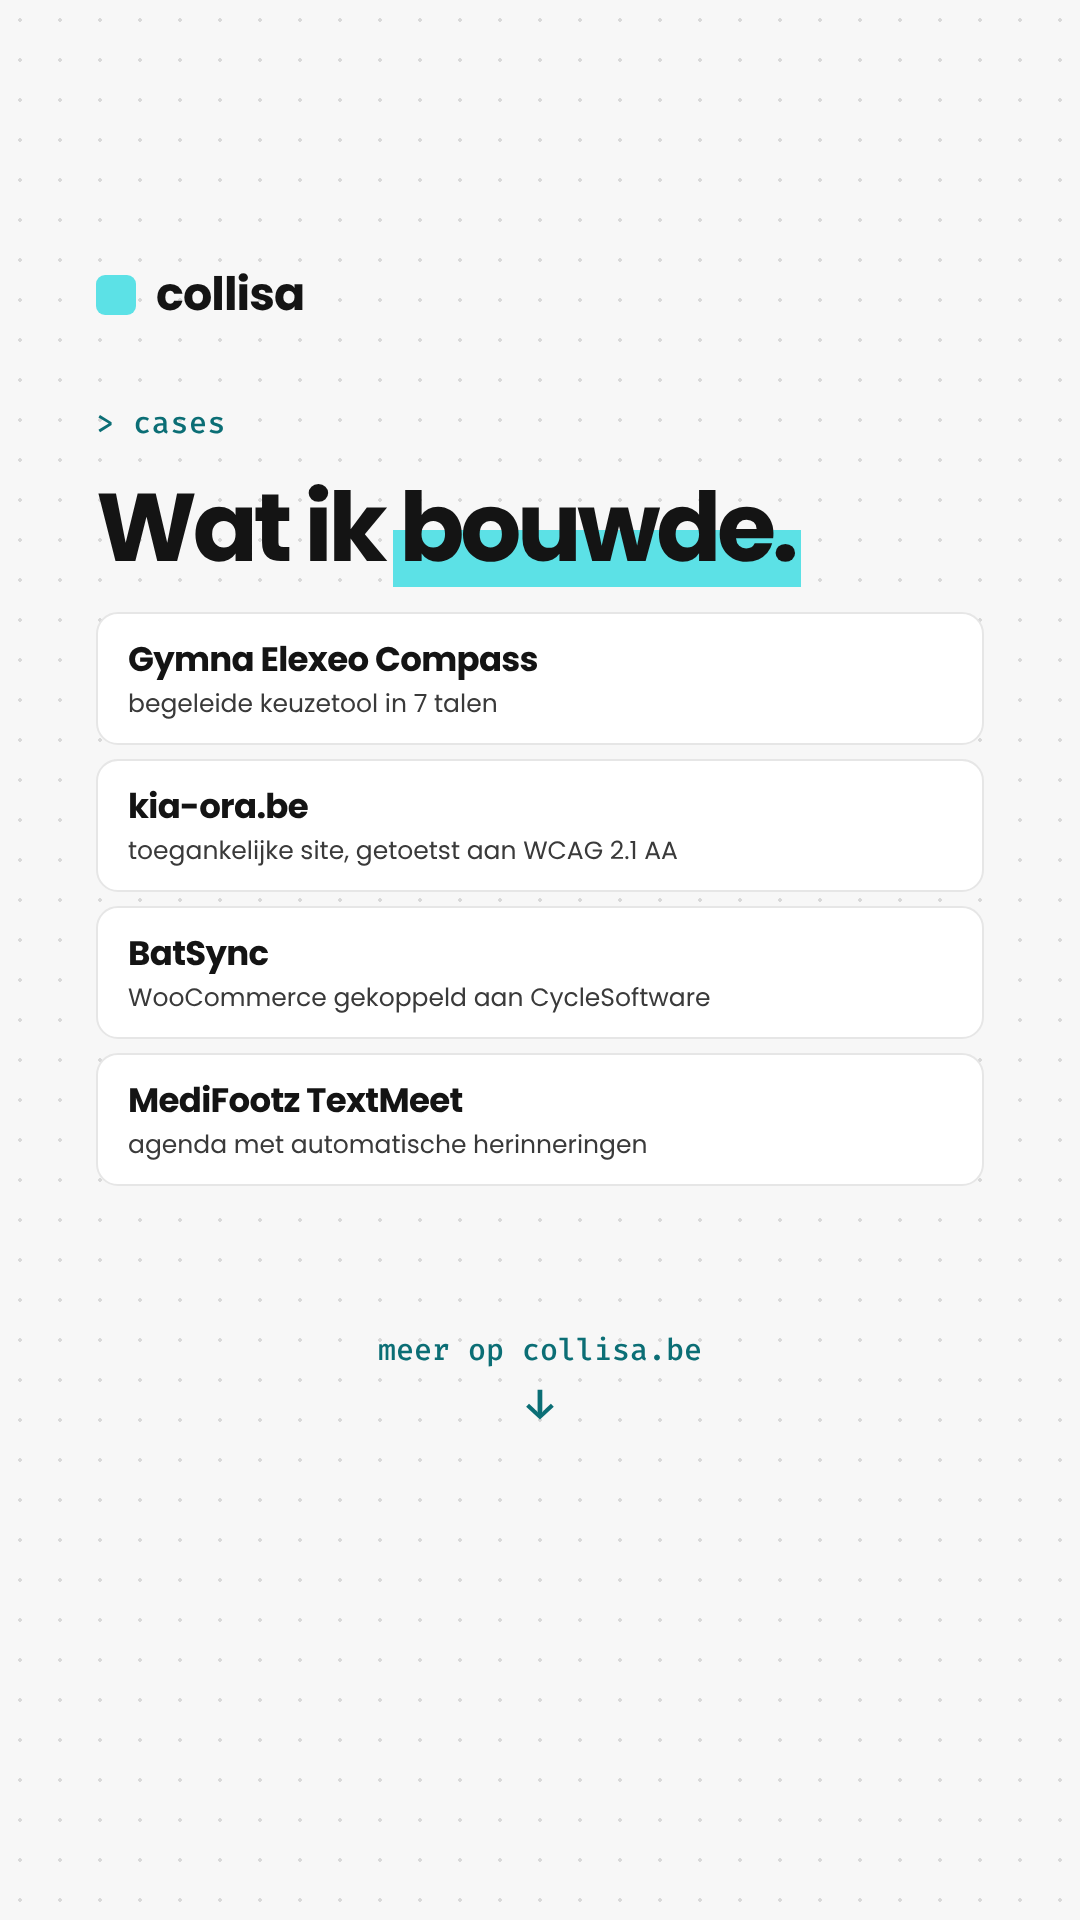 collisa
> cases
Wat ik bouwde.
Gymna Elexeo Compass
begeleide keuzetool in 7 talen
kia-ora.be
toegankelijke site, getoetst aan WCAG 2.1 AA
BatSync
WooCommerce gekoppeld aan CycleSoftware
MediFootz TextMeet
agenda met automatische herinneringen
meer op collisa.be
↓